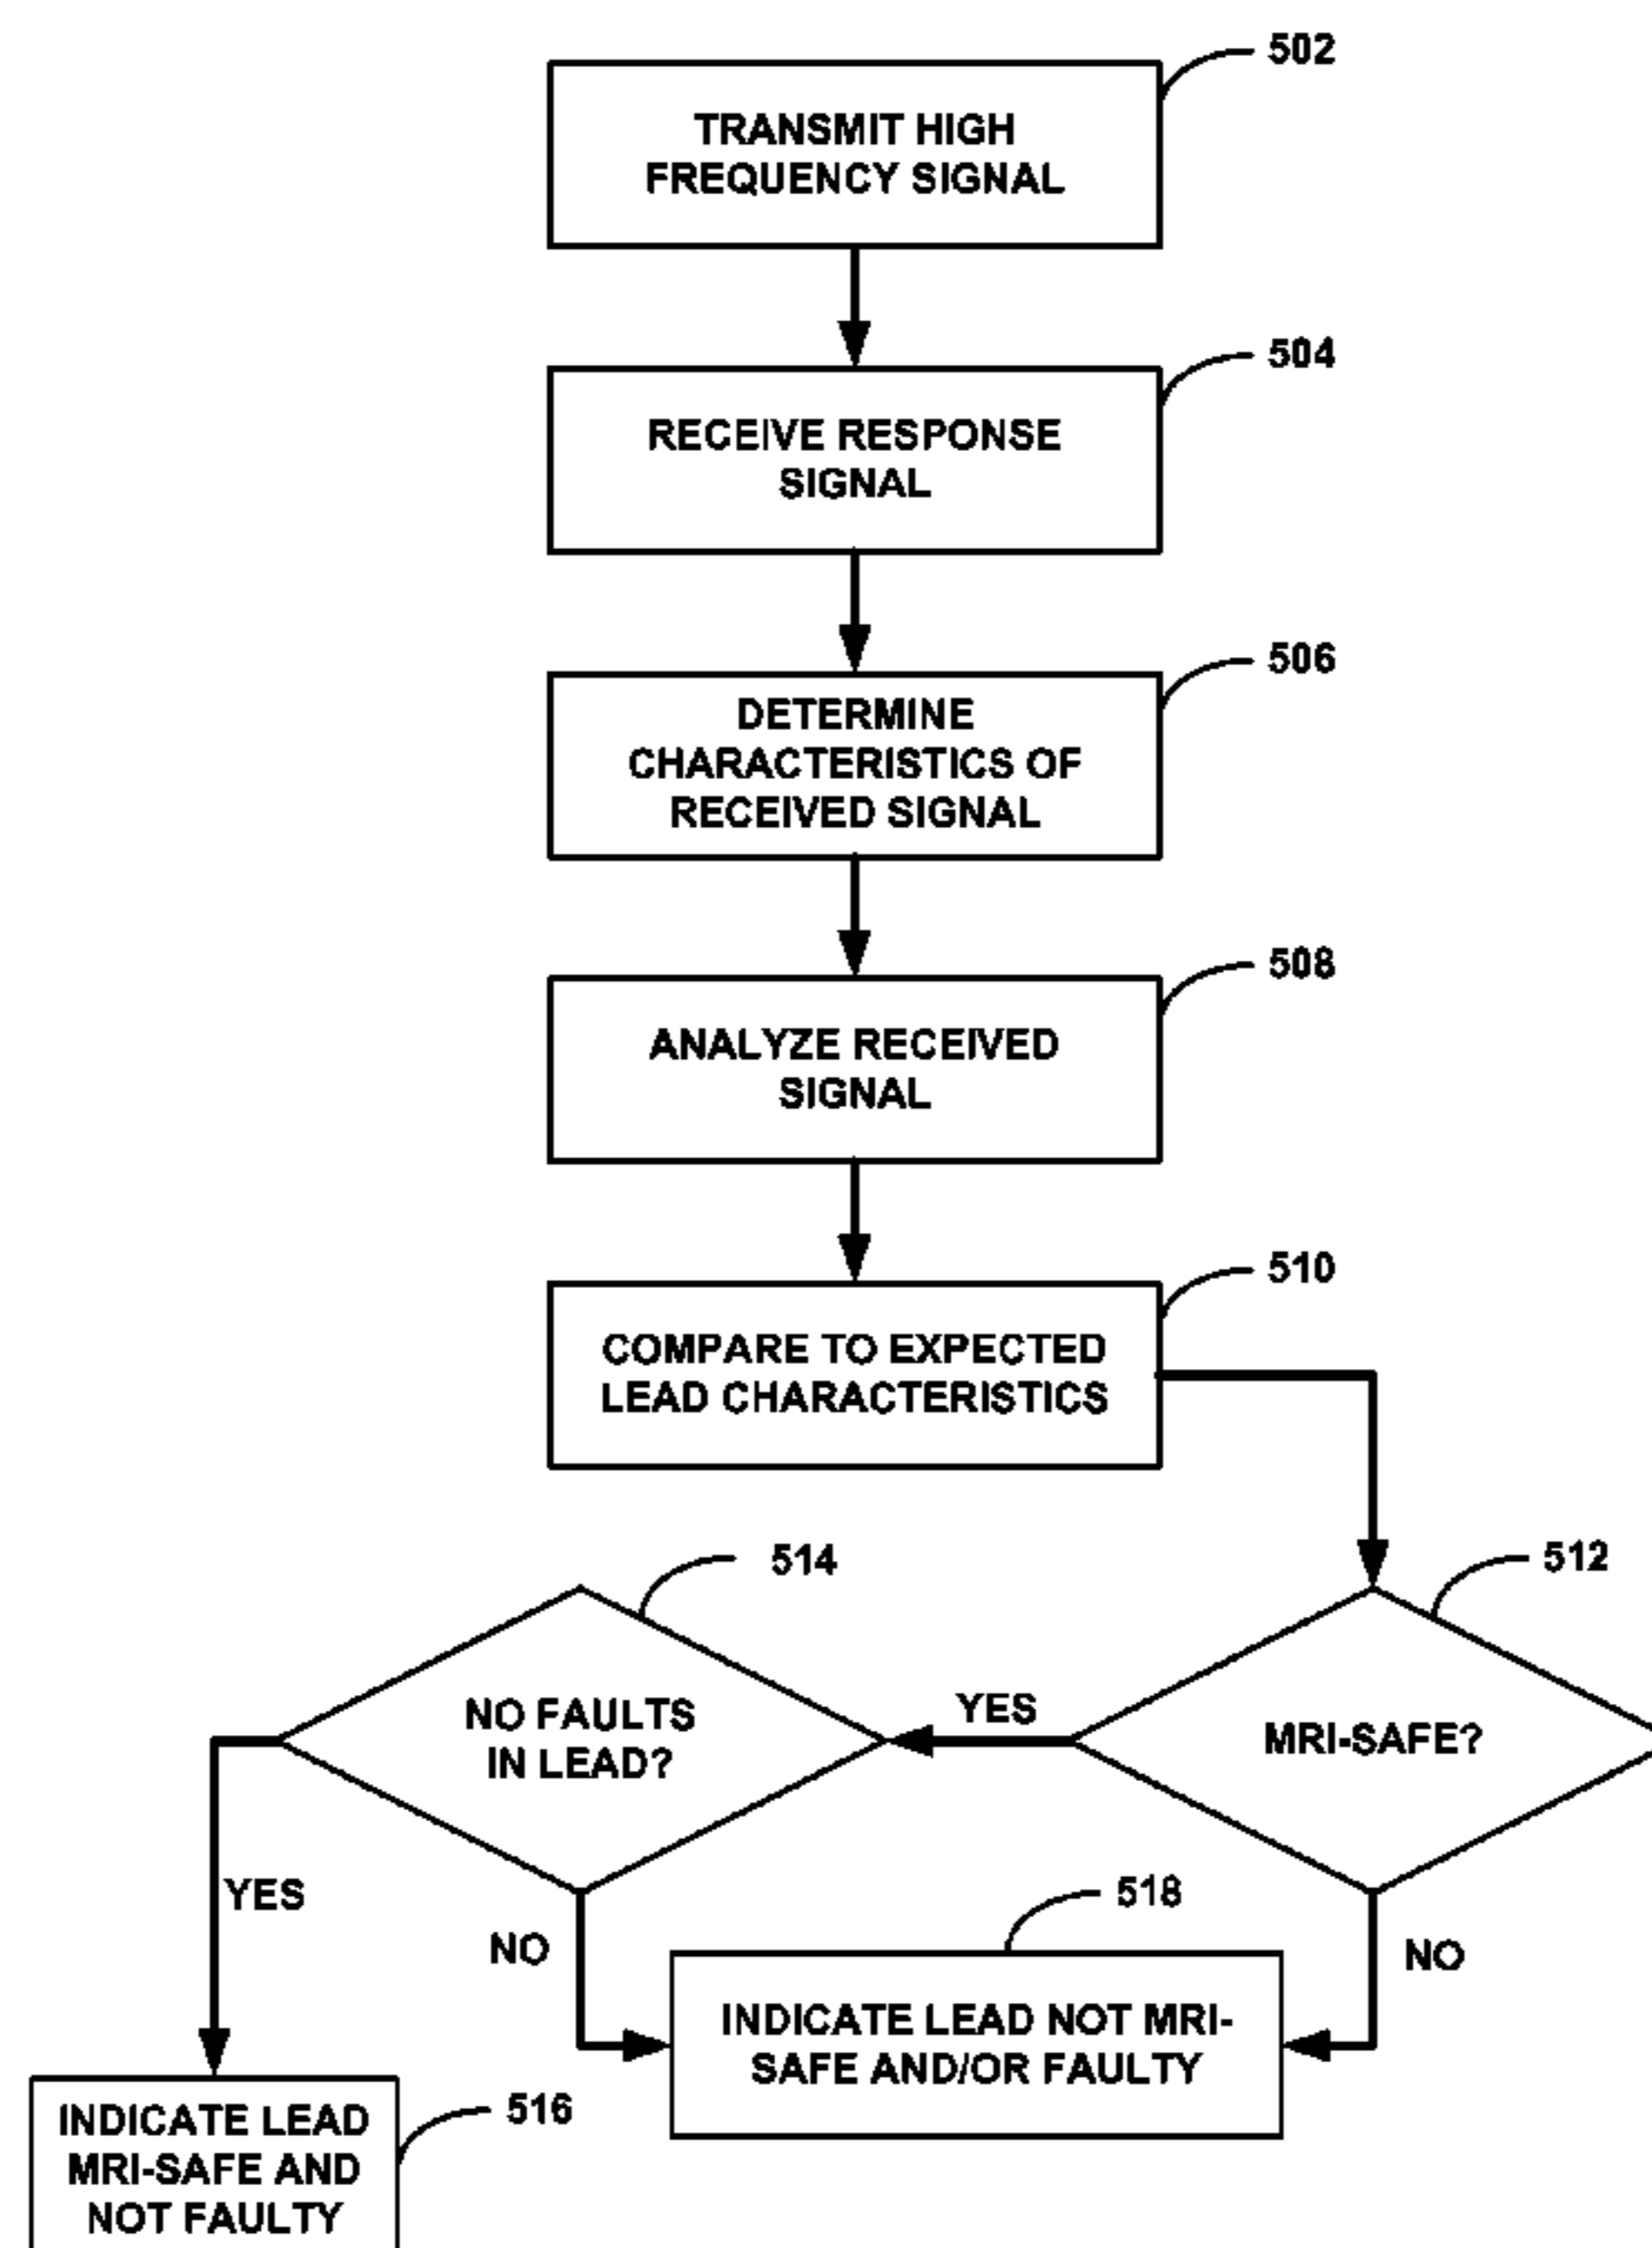 502
TRANSMIT HIGH
FREQUENCY SIGNAL
504
RECEIVE RESPONSE
SIGNAL
506
DETERMINE
CHARACTERISTICS OF
RECEIVED SIGNAL
508
ANALYZE RECEIVED
SIGNAL
510
COMPARE TO EXPECTED
LEAD CHARACTERISTICS
514
512
NO FAULTS
IN LEAD?
YES
MRI-SAFE?
YES
NO
518
NO
INDICATE LEAD NOT MRI-
SAFE AND/OR FAULTY
516
INDICATE LEAD
MRI-SAFE AND
NOT FAULTY